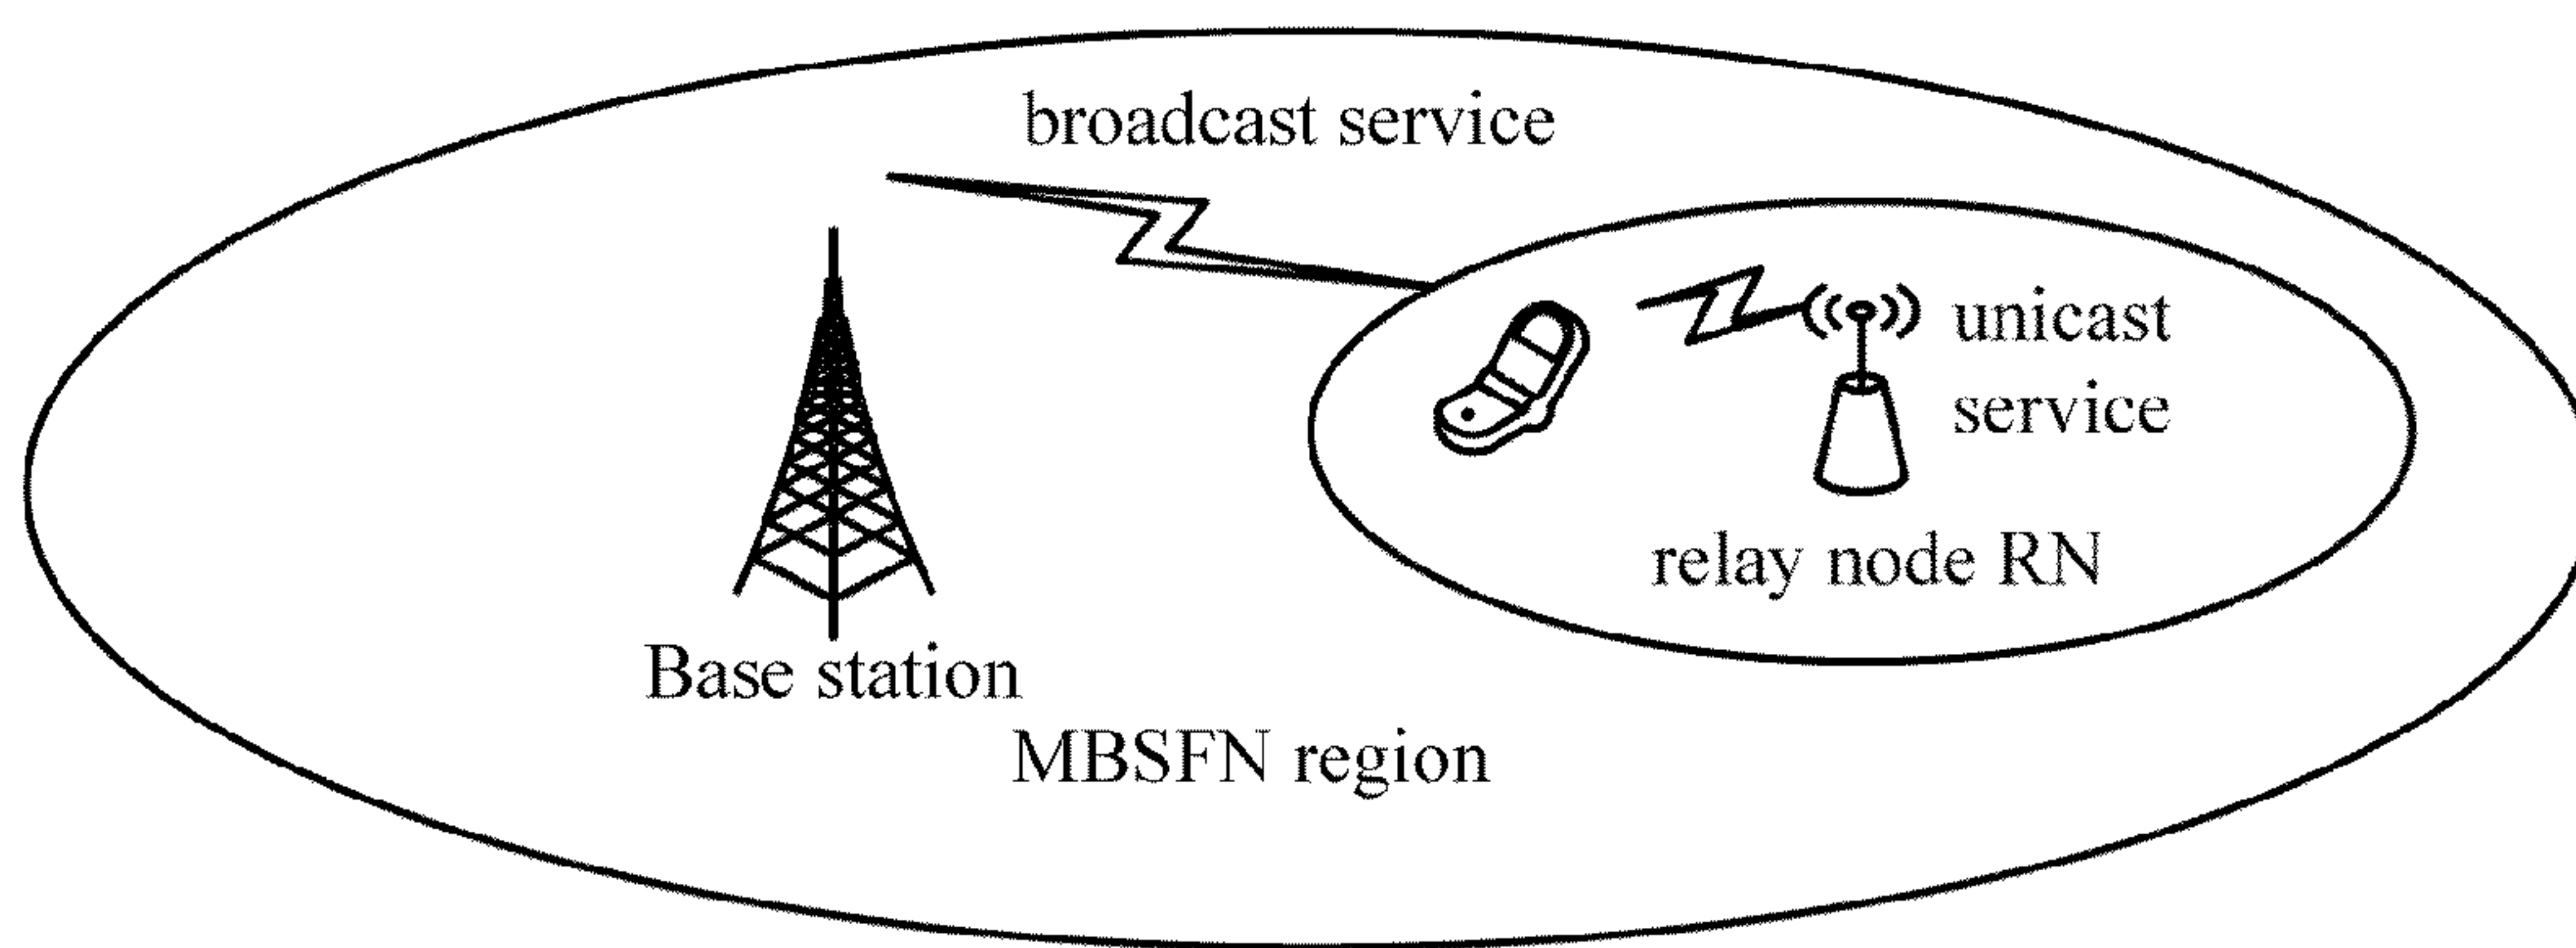 broadcast service
unicast
service
relay node RN
Base station
MBSFN region